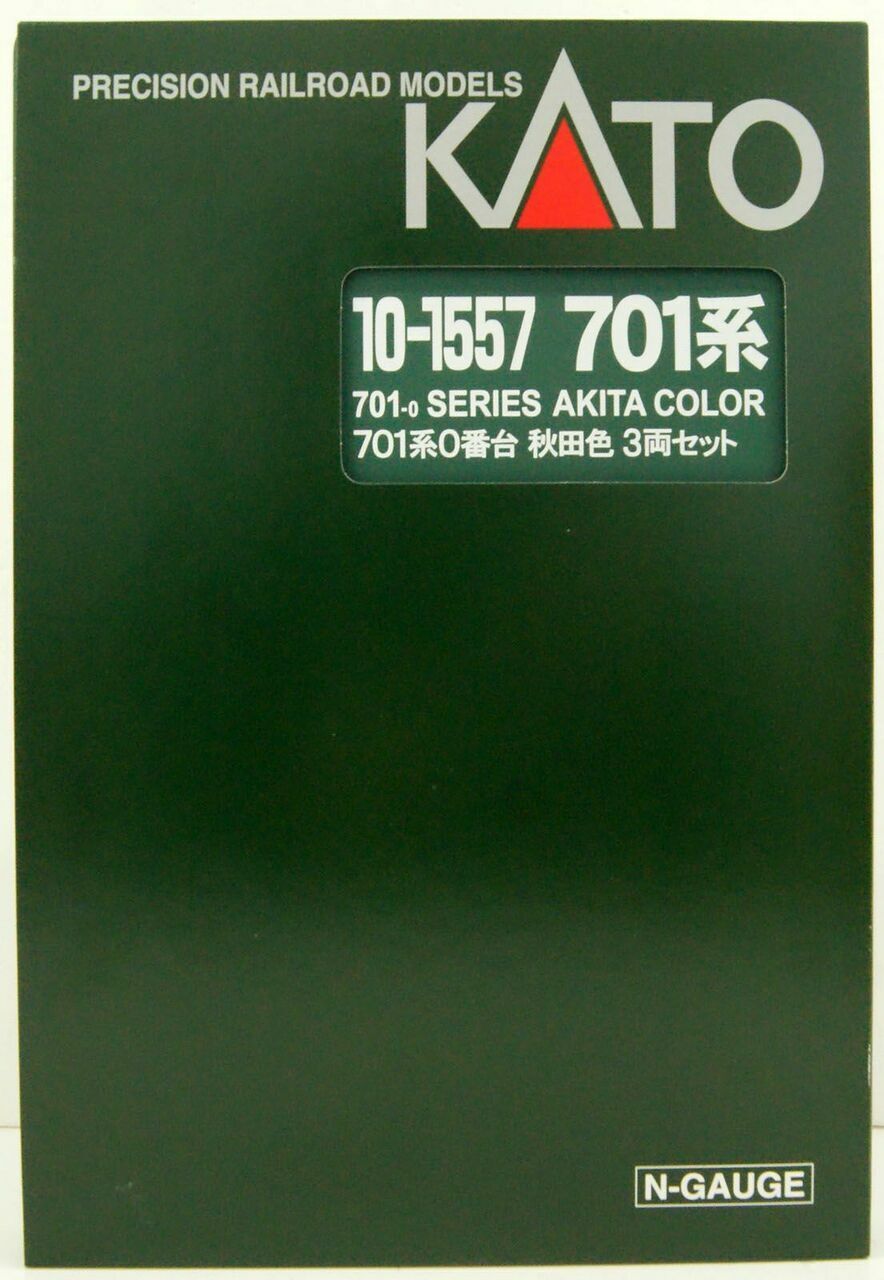 PRECISION RAILROAD MODELS
KATO
10-1557 701系
701-0 SERIES AKITA COLOR
701系0番台 秋田色 3両セット
N-GAUGE